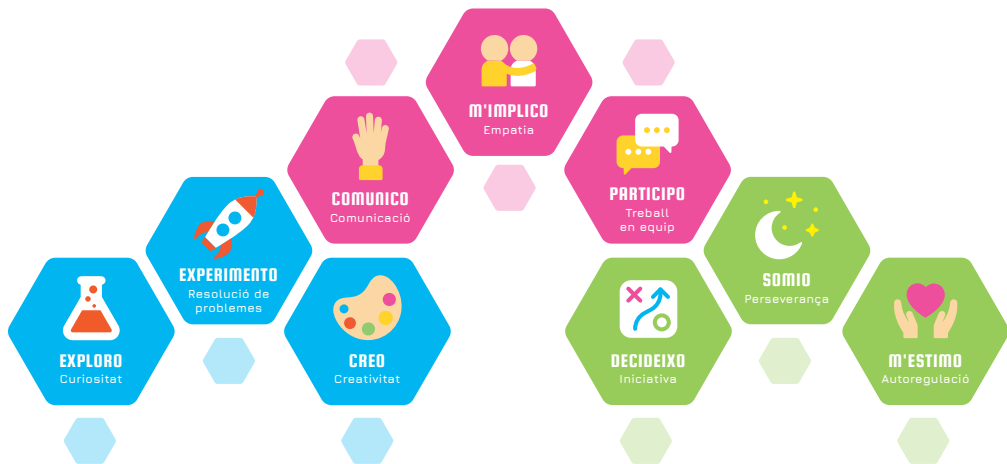 M'IMPLICO
Empatia
COMUNICO
Comunicació
PARTICIPO
Treball
en equip
EXPERIMENTO
Resolució de
problemes
SOMIO
Perseverança
EXPLORO
Curiositat
CREO
Creativitat
DECIDEIXO
Iniciativa
M'ESTIMO
Autoregulació